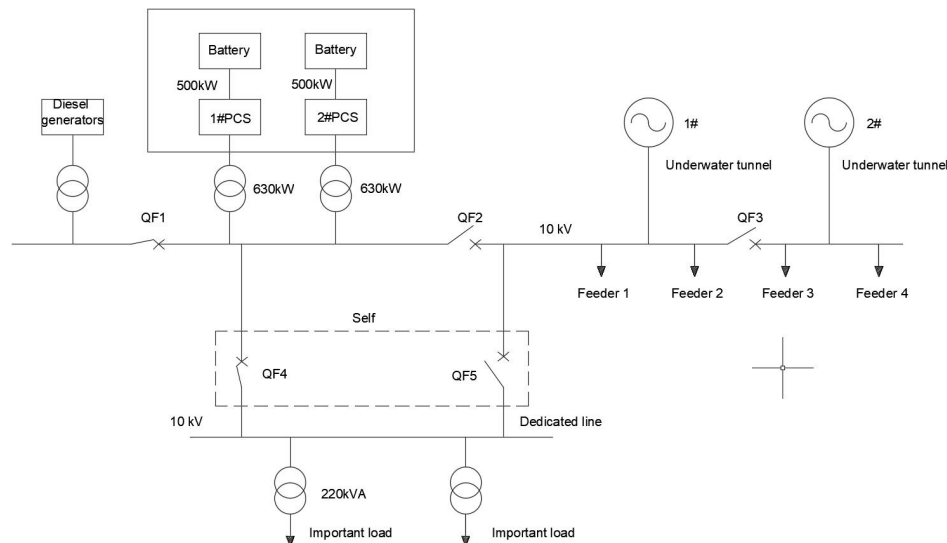 Battery
Battery
500kW
500kW
Diesel
generators
1#PCS
2#PCS
1#
2#
Underwater tunnel
Underwater tunnel
630kW
630kW
QF1
QF2
QF3
10 kV
Feeder 1
Feeder 2
Feeder 3
Feeder 4
Self
QF4
QF5
10 kV
Dedicated line
220kVA
Important load
Important load